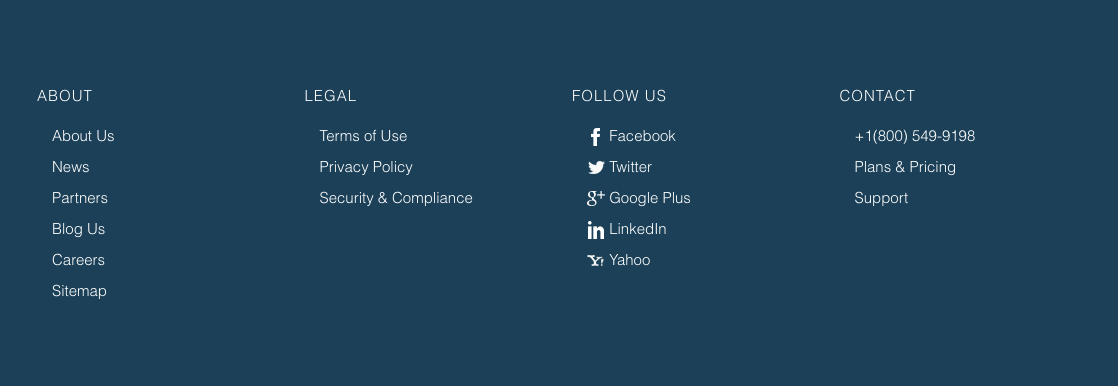 ABOUT
About Us
News
Partners
Blog Us
Careers
Sitemap
LEGAL
Terms of Use
Privacy Policy
Security & Compliance
FOLLOW US
Facebook
Twitter
Google Plus
LinkedIn
Yahoo
CONTACT
+1(800) 549-9198
Plans & Pricing
Support